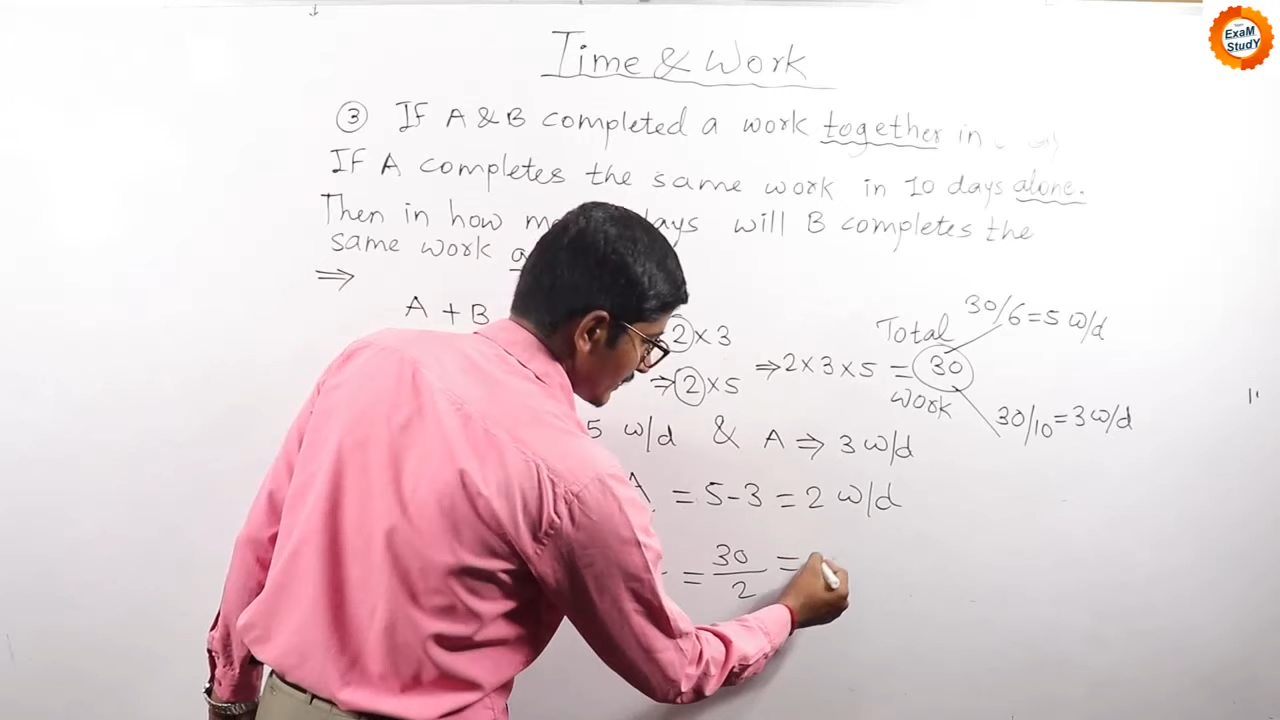 ExaM
StudY
Time & Work
③ If A & B completed a work together in
If A completes the same work in 10 days alone.
Then in how days will B completes the
same work
⇒
A + B
② × 3
⇒ ② × 5
⇒ 2 × 3 × 5 = 30
Total
work
30/6 = 5 w/d
30/10 = 3 w/d
5 w/d & A ⇒ 3 w/d
A = 5 - 3 = 2 w/d
= 30/2 =